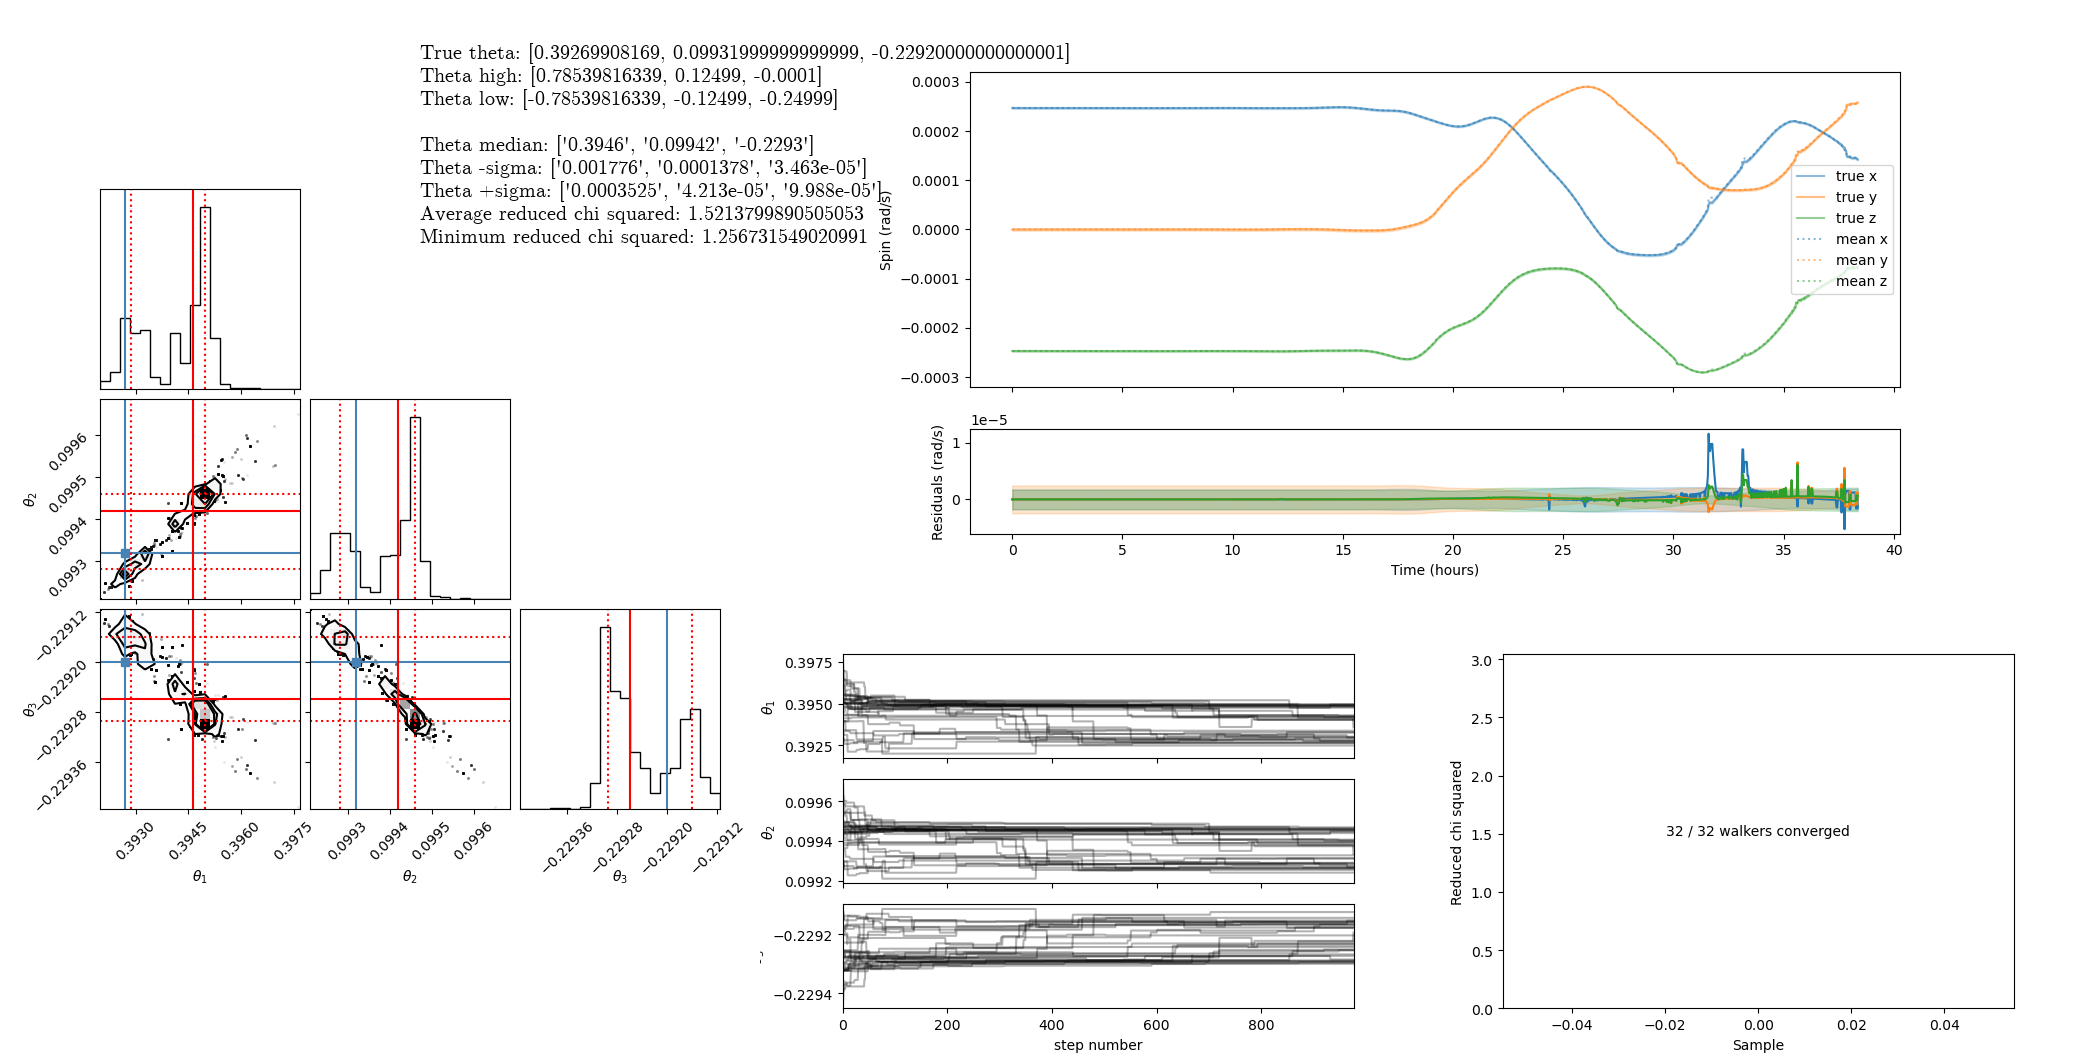 True theta: [0.39269908169, 0.09931999999999999, -0.22920000000000001]
Theta high: [0.78539816339, 0.12499, -0.0001]
Theta low: [-0.78539816339, -0.12499, -0.24999]
Theta median: ['0.3946', '0.09942', '-0.2293']
Theta -sigma: ['0.001776', '0.0001378', '3.463e-05']
Theta +sigma: ['0.0003525', '4.213e-05', '9.988e-05']
Average reduced chi squared: 1.5213799890505053
Minimum reduced chi squared: 1.256731549020991
0.0003
0.0002
0.0001
0.0000
−0.0001
−0.0002
−0.0003
Spin (rad/s)
true x
true y
true z
mean x
mean y
mean z
1e−5
1
0
Residuals (rad/s)
0
5
10
15
20
25
30
35
40
Time (hours)
0.0996
0.0995
0.0994
0.0993
θ2
−0.22912
−0.22920
−0.22928
−0.22936
θ3
0.3930
0.3945
0.3960
0.3975
θ1
0.0993
0.0994
0.0995
0.0996
θ2
−0.22936
−0.22928
−0.22920
−0.22912
θ3
0.3975
0.3950
0.3925
θ1
0.0996
0.0994
0.0992
θ2
−0.2292
−0.2294
0
200
400
600
800
step number
3.0
2.5
2.0
1.5
1.0
0.5
0.0
Reduced chi squared
32 / 32 walkers converged
−0.04
−0.02
0.00
0.02
0.04
Sample